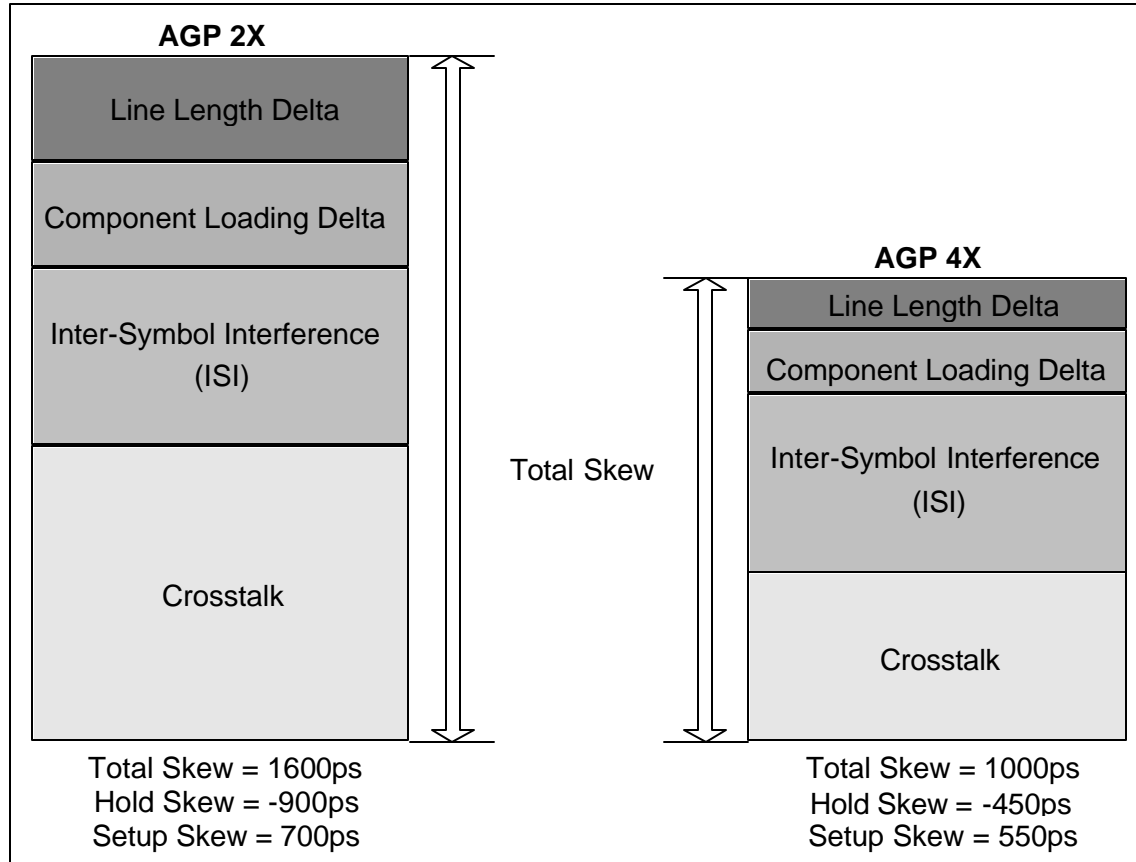 AGP 2X
Line Length Delta
Component Loading Delta
Inter-Symbol Interference
(ISI)
Crosstalk
Total Skew = 1600ps
Hold Skew = -900ps
Setup Skew = 700ps
Total Skew
AGP 4X
Line Length Delta
Component Loading Delta
Inter-Symbol Interference
(ISI)
Crosstalk
Total Skew = 1000ps
Hold Skew = -450ps
Setup Skew = 550ps